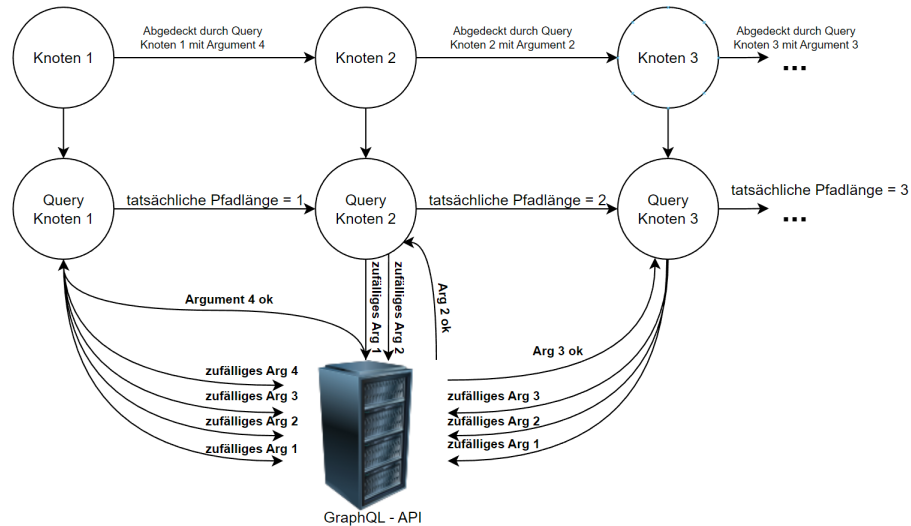 Abgedeckt durch Query
Knoten 1 mit Argument 4
Abgedeckt durch Query
Knoten 2 mit Argument 2
Abgedeckt durch Query
Knoten 3 mit Argument 3
Knoten 1
Knoten 2
Knoten 3
...
Query
Knoten 1
tatsächliche Pfadlänge = 1
Query
Knoten 2
tatsächliche Pfadlänge = 2
Query
Knoten 3
tatsächliche Pfadlänge = 3
...
Argument 4 ok
zufälliges Arg 1
zufälliges Arg 2
Arg 2 ok
Arg 3 ok
zufälliges Arg 4
zufälliges Arg 3
zufälliges Arg 2
zufälliges Arg 1
zufälliges Arg 3
zufälliges Arg 2
zufälliges Arg 1
GraphQL - API